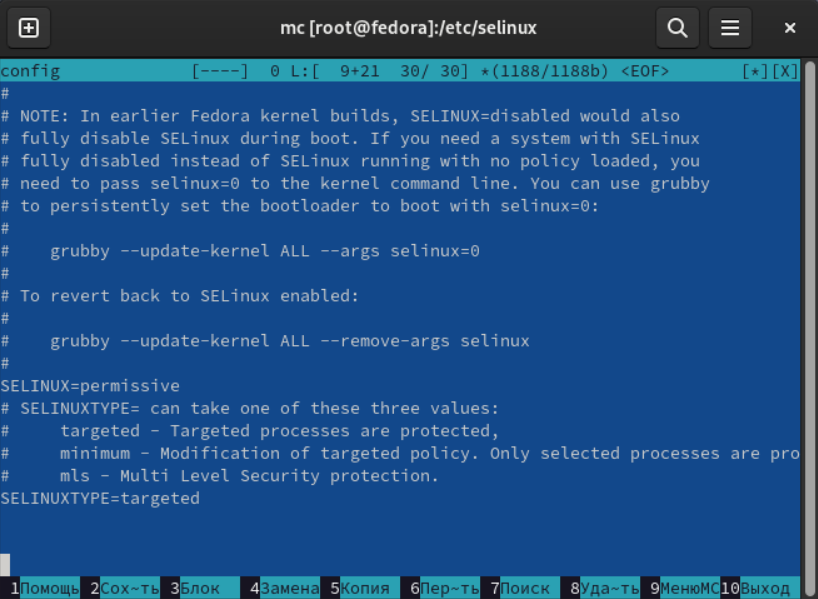 mc [root@fedora]:/etc/selinux
config [----] 0 L:[ 9+21 30/ 30] *(1188/1188b) <EOF> [*][X]
#
# NOTE: In earlier Fedora kernel builds, SELINUX=disabled would also
# fully disable SELinux during boot. If you need a system with SELinux
# fully disabled instead of SELinux running with no policy loaded, you
# need to pass selinux=0 to the kernel command line. You can use grubby
# to persistently set the bootloader to boot with selinux=0:
#
#    grubby --update-kernel ALL --args selinux=0
#
# To revert back to SELinux enabled:
#
#    grubby --update-kernel ALL --remove-args selinux
#
SELINUX=permissive
# SELINUXTYPE= can take one of these three values:
#     targeted - Targeted processes are protected,
#     minimum - Modification of targeted policy. Only selected processes are pro
#     mls - Multi Level Security protection.
SELINUXTYPE=targeted
1Помощь 2Сох~ть 3Блок 4Замена 5Копия 6Пер~ть 7Поиск 8Уда~ть 9МенюMC 10Выход